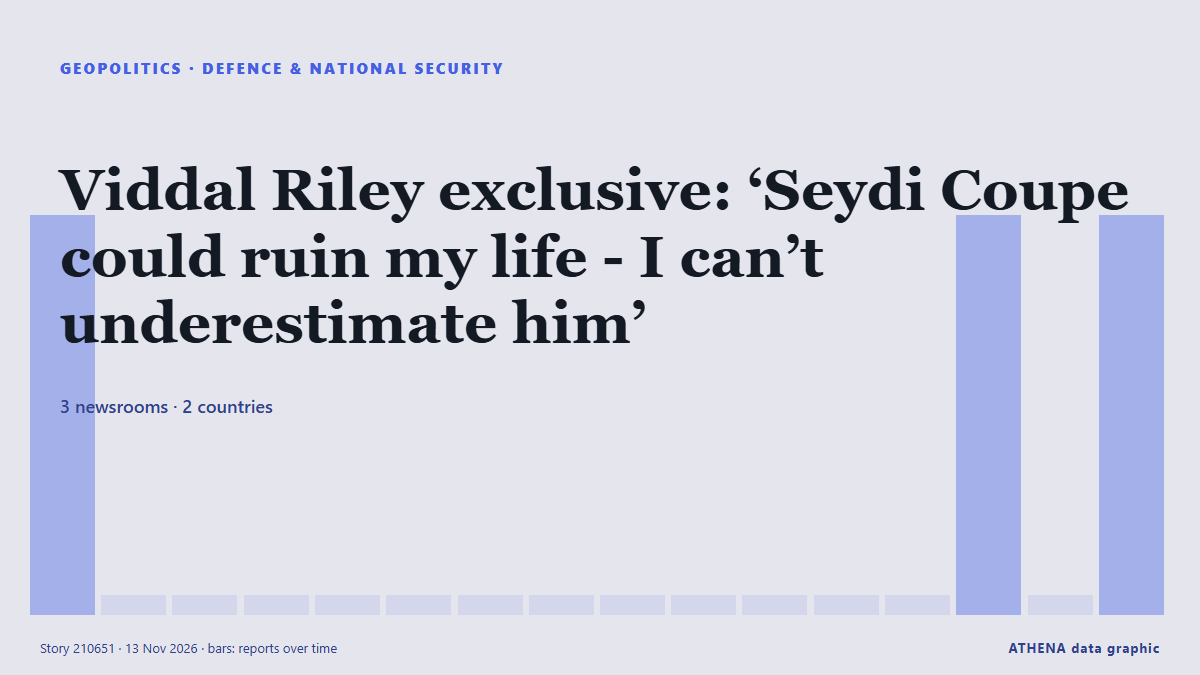 GEOPOLITICS · DEFENCE & NATIONAL SECURITY
Viddal Riley exclusive: ‘Seydi Coupe
could ruin my life - I can’t
underestimate him’
3 newsrooms · 2 countries
Story 210651 · 13 Nov 2026 · bars: reports over time
ATHENA data graphic